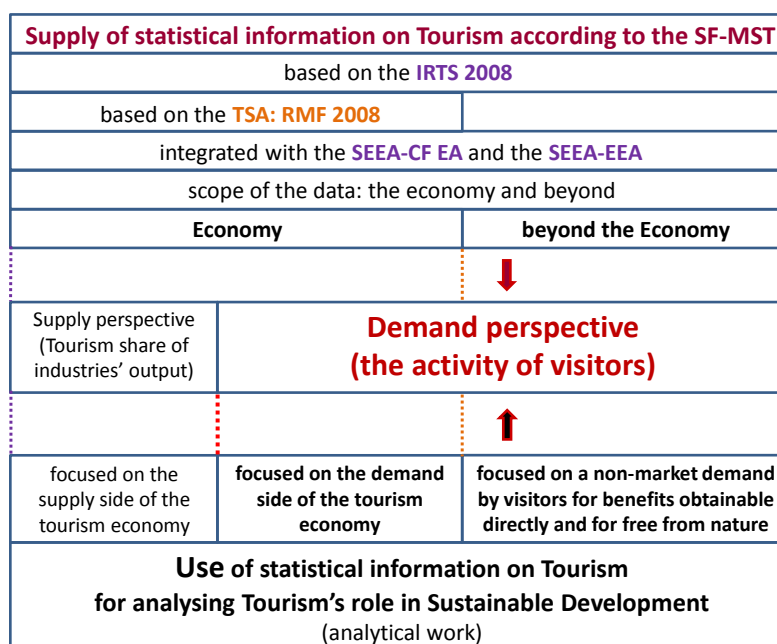 Supply of statistical information on Tourism according to the SF-MST
based on the IRTS 2008
based on the TSA: RMF 2008
integrated with the SEEA-CF EA and the SEEA-EEA
scope of the data: the economy and beyond
Economy
beyond the Economy
Supply perspective
(Tourism share of
industries’ output)
Demand perspective
(the activity of visitors)
focused on the
supply side of the
tourism economy
focused on the demand
side of the tourism
economy
focused on a non-market demand
by visitors for benefits obtainable
directly and for free from nature
Use of statistical information on Tourism
for analysing Tourism’s role in Sustainable Development
(analytical work)